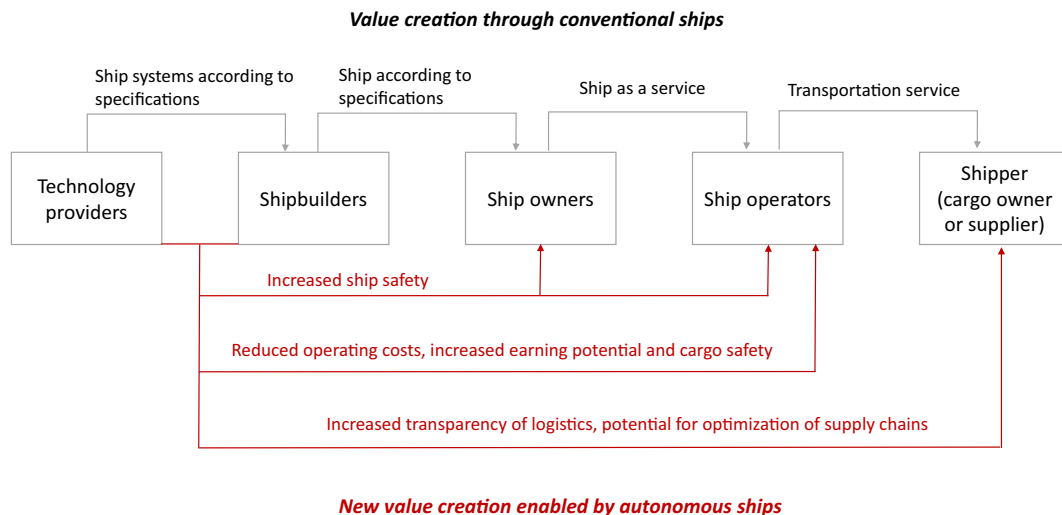 Value creation through conventional ships
Ship systems according to
specifications
Ship according to
specifications
Ship as a service
Transportation service
Technology
providers
Shipbuilders
Ship owners
Ship operators
Shipper
(cargo owner
or supplier)
Increased ship safety
Reduced operating costs, increased earning potential and cargo safety
Increased transparency of logistics, potential for optimization of supply chains
New value creation enabled by autonomous ships